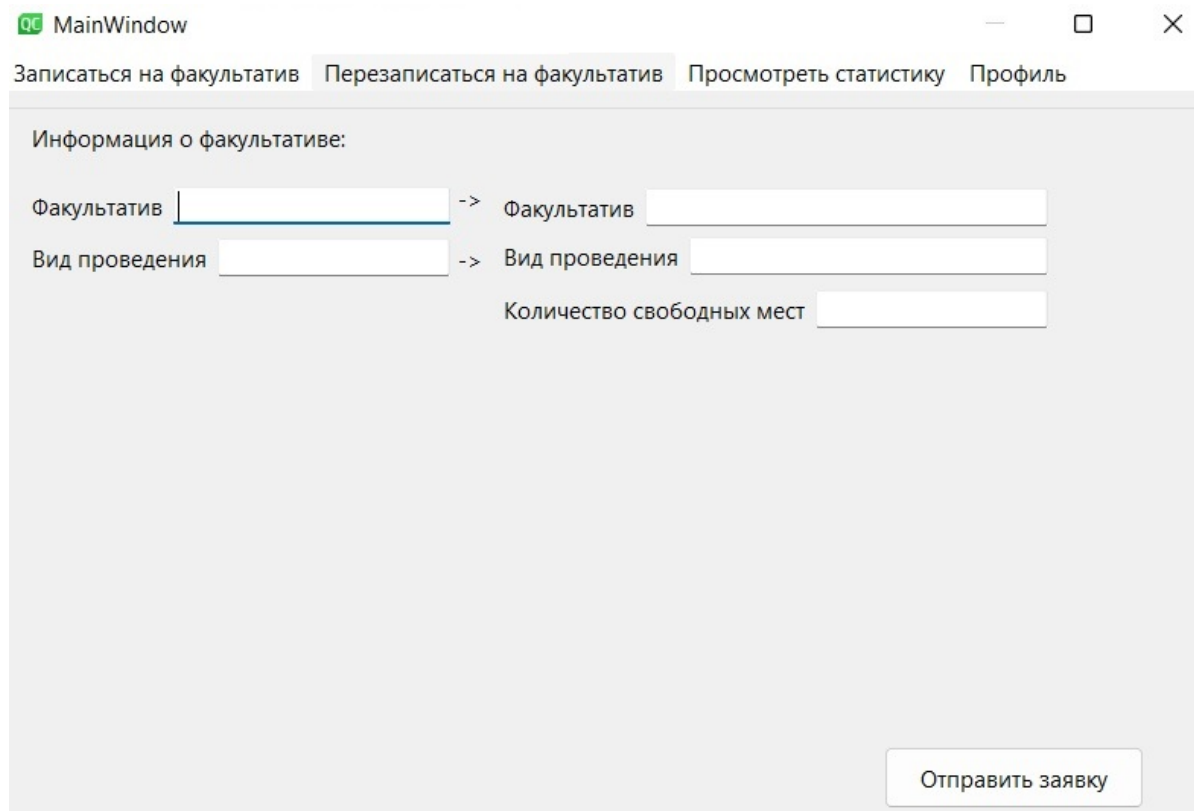 QC MainWindow
Записаться на факультатив Перезаписаться на факультатив Просмотреть статистику Профиль
Информация о факультативе:
Факультатив -> Факультатив
Вид проведения -> Вид проведения
Количество свободных мест
Отправить заявку